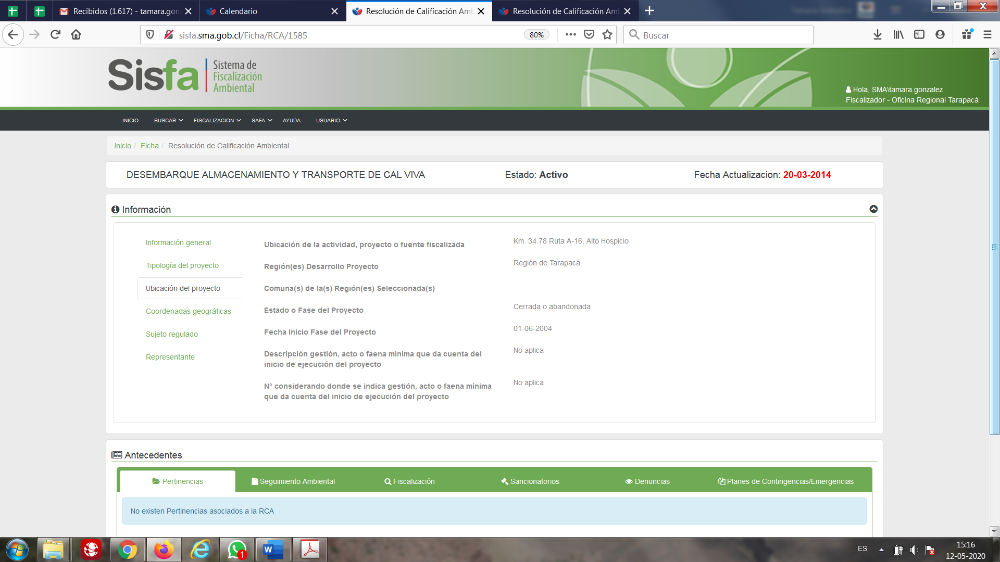 Recibidos (1.617) - tamara.gon
Calendario
Resolución de Calificación Am
Resolución de Calificación Am
sisfa.sma.gob.cl/Ficha/RCA/1585
80%
Buscar
Sisfa
Sistema de
Fiscalización
Ambiental
Hola, SMA\tamara.gonzalez
Fiscalizador - Oficina Regional Tarapacá
INICIO
BUSCAR
FISCALIZACION
SAFA
AYUDA
USUARIO
Inicio / Ficha / Resolución de Calificación Ambiental
DESEMBARQUE ALMACENAMIENTO Y TRANSPORTE DE CAL VIVA
Estado: Activo
Fecha Actualizacion: 20-03-2014
Información
Información general
Tipología del proyecto
Ubicación del proyecto
Coordenadas geográficas
Sujeto regulado
Representante
Ubicación de la actividad, proyecto o fuente fiscalizada
Km. 34.78 Ruta A-16, Alto Hospicio
Región(es) Desarrollo Proyecto
Región de Tarapacá
Comuna(s) de la(s) Región(es) Seleccionada(s)
Estado o Fase del Proyecto
Cerrada o abandonada
Fecha Inicio Fase del Proyecto
01-06-2004
Descripción gestión, acto o faena mínima que da cuenta del
inicio de ejecución del proyecto
No aplica
N° considerando donde se indica gestión, acto o faena mínima
que da cuenta del inicio de ejecución del proyecto
No aplica
Antecedentes
Pertinencias
Seguimiento Ambiental
Fiscalización
Sancionatorios
Denuncias
Planes de Contingencias/Emergencias
No existen Pertinencias asociados a la RCA
1
ES
15:16
12-05-2020